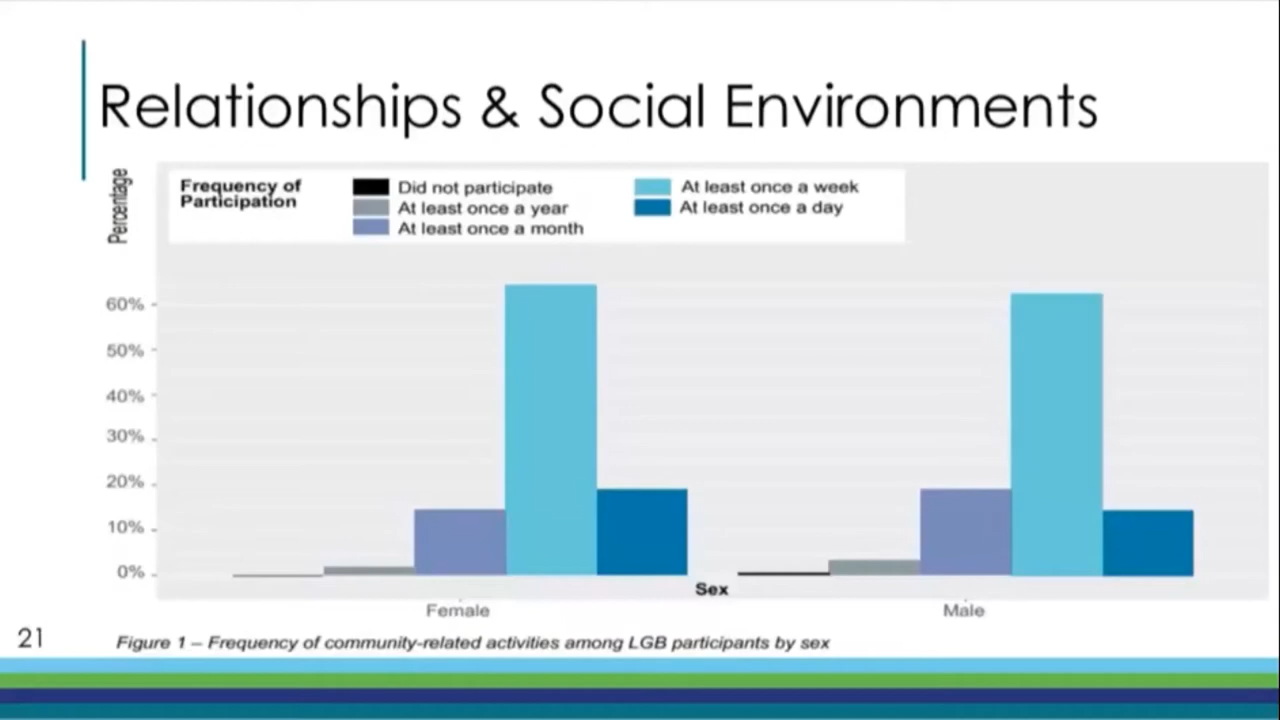 Relationships & Social Environments
Percentage
Frequency of
Participation
Did not participate
At least once a year
At least once a month
At least once a week
At least once a day
60%
50%
40%
30%
20%
10%
0%
Sex
Female
Male
21
Figure 1 – Frequency of community-related activities among LGB participants by sex